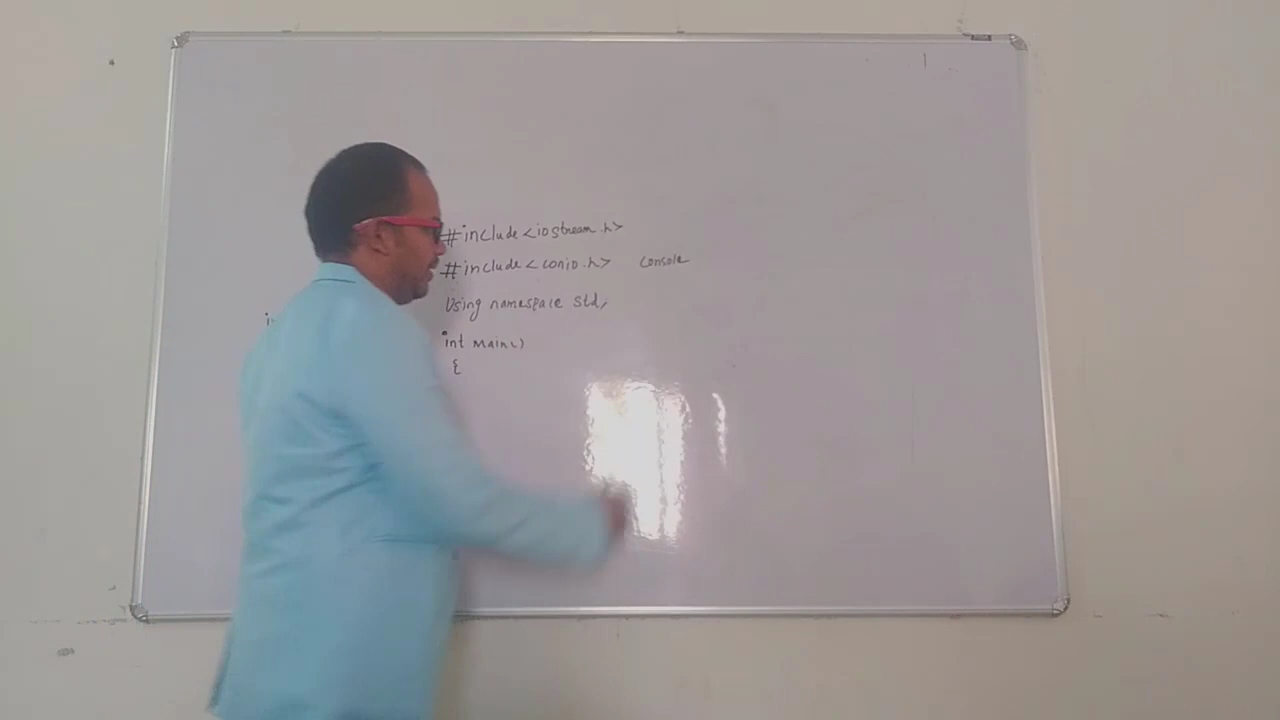 #include <iostream.h>
#include <conio.h> Console
Using namespace std;
int main()
{